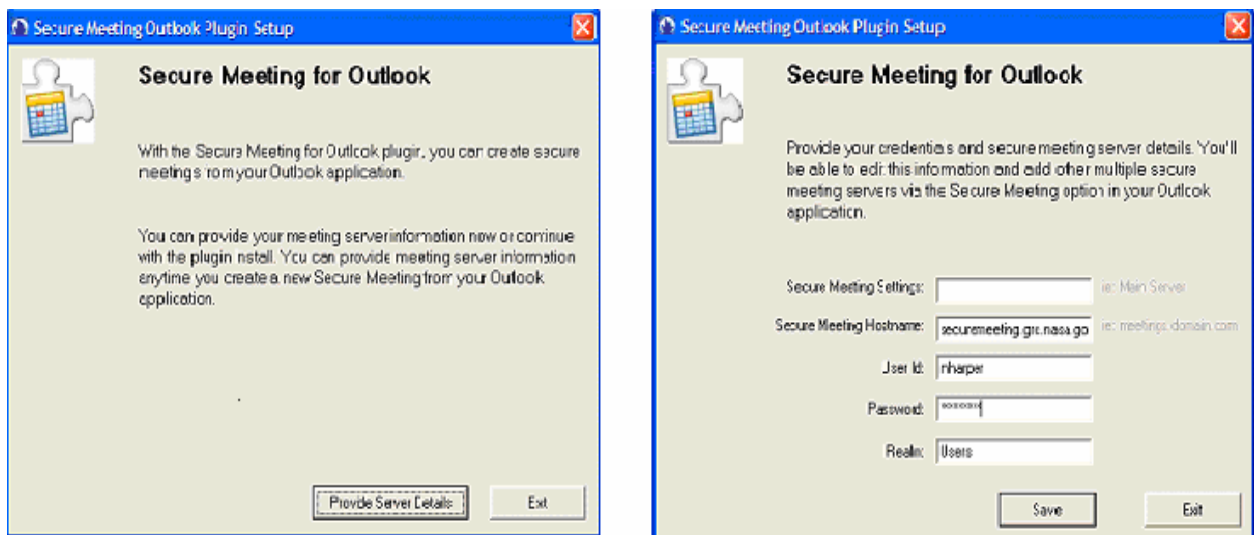 Secure Meeting Outlook Plugin Setup
Secure Meeting for Outlook
With the Secure Meeting for Outlook plugin, you can create secure
meetings from your Outlook application.
You can provide your meeting server information now or continue
with the plugin install. You can provide meeting server information
anytime you create a new Secure Meeting from your Outlook
application.
Provide Server Details
Exit
Secure Meeting Outlook Plugin Setup
Secure Meeting for Outlook
Provide your credentials and secure meeting server details. You'll
be able to edit this information and add other multiple secure
meeting servers via the Secure Meeting option in your Outlook
application.
Secure Meeting Settings: ie: Main Server
Secure Meeting Hostname: securemeeting.grc.nasa.go ie: meetings.domain.com
User Id: nharper
Password:
Realm: Users
Save
Exit